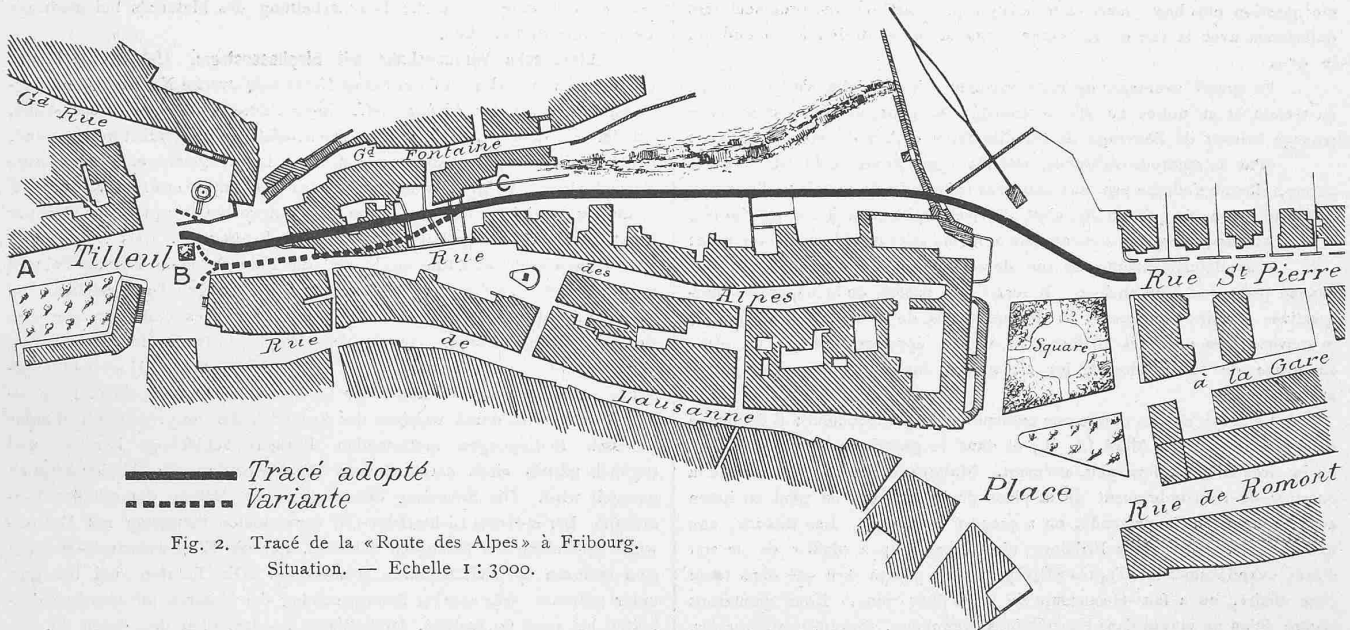 Gd Rue
Gd Fontaine
C
A
Tilleul
B
Rue des Alpes
Rue St Pierre
Rue de Lausanne
Square
à la Gare
Place
Rue de Romont
Tracé adopté
Variante
Fig. 2. Tracé de la «Route des Alpes» à Fribourg.
Situation. — Echelle 1 : 3000.